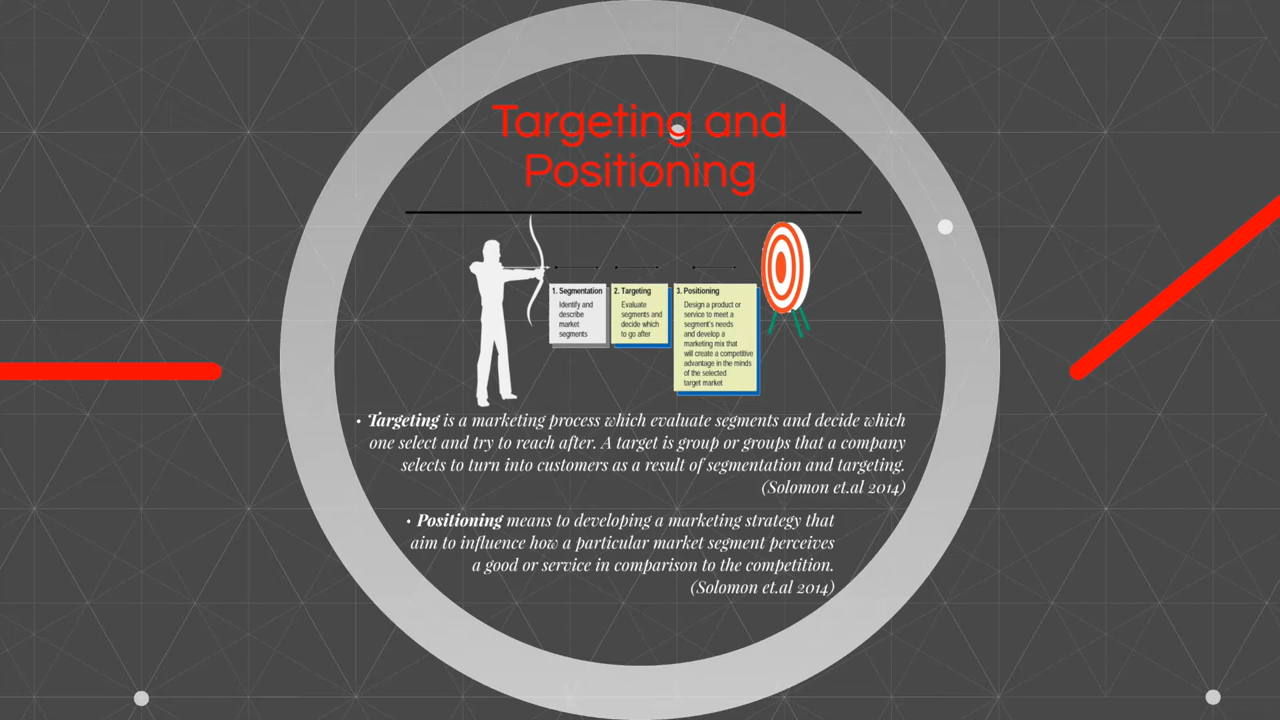 Targeting and
Positioning
1. Segmentation
Identify and
describe
market
segments
2. Targeting
Evaluate
segments and
decide which
to go after
3. Positioning
Design a product or
service to meet a
segment's needs
and develop a
marketing mix that
will create a competitive
advantage in the minds
of the selected
target market
• Targeting is a marketing process which evaluate segments and decide which
one select and try to reach after. A target is group or groups that a company
selects to turn into customers as a result of segmentation and targeting.
(Solomon et.al 2014)
• Positioning means to developing a marketing strategy that
aim to influence how a particular market segment perceives
a good or service in comparison to the competition.
(Solomon et.al 2014)